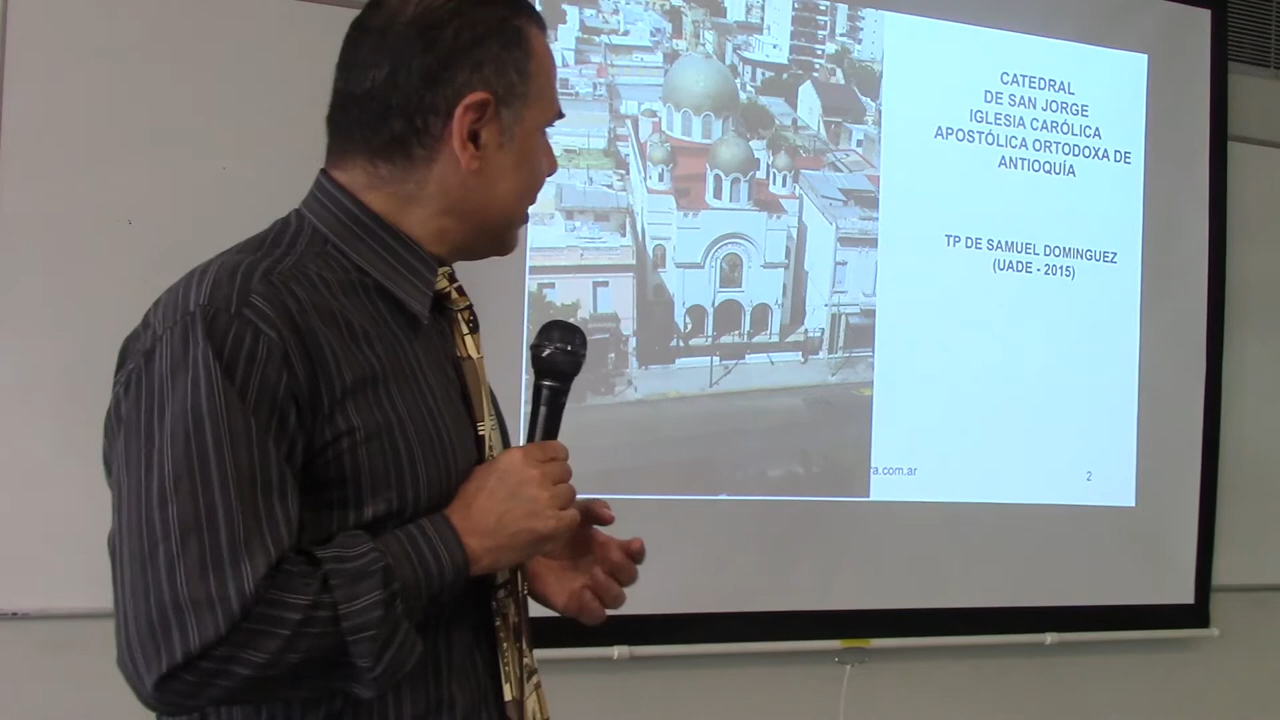 CATEDRAL
DE SAN JORGE
IGLESIA CARÓLICA
APOSTÓLICA ORTODOXA DE
ANTIOQUÍA
TP DE SAMUEL DOMINGUEZ
(UADE - 2015)
ra.com.ar
2